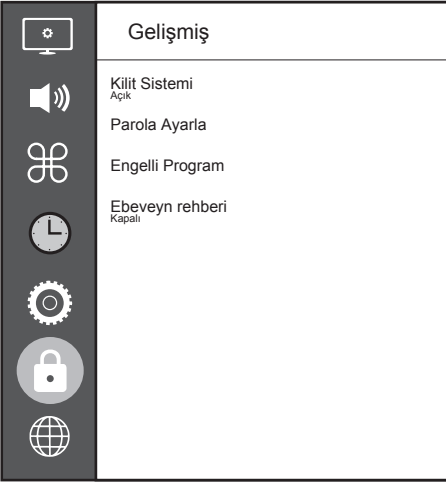 Gelişmiş
Kilit Sistemi
Açık
Parola Ayarla
Engelli Program
Ebeveyn rehberi
Kapalı